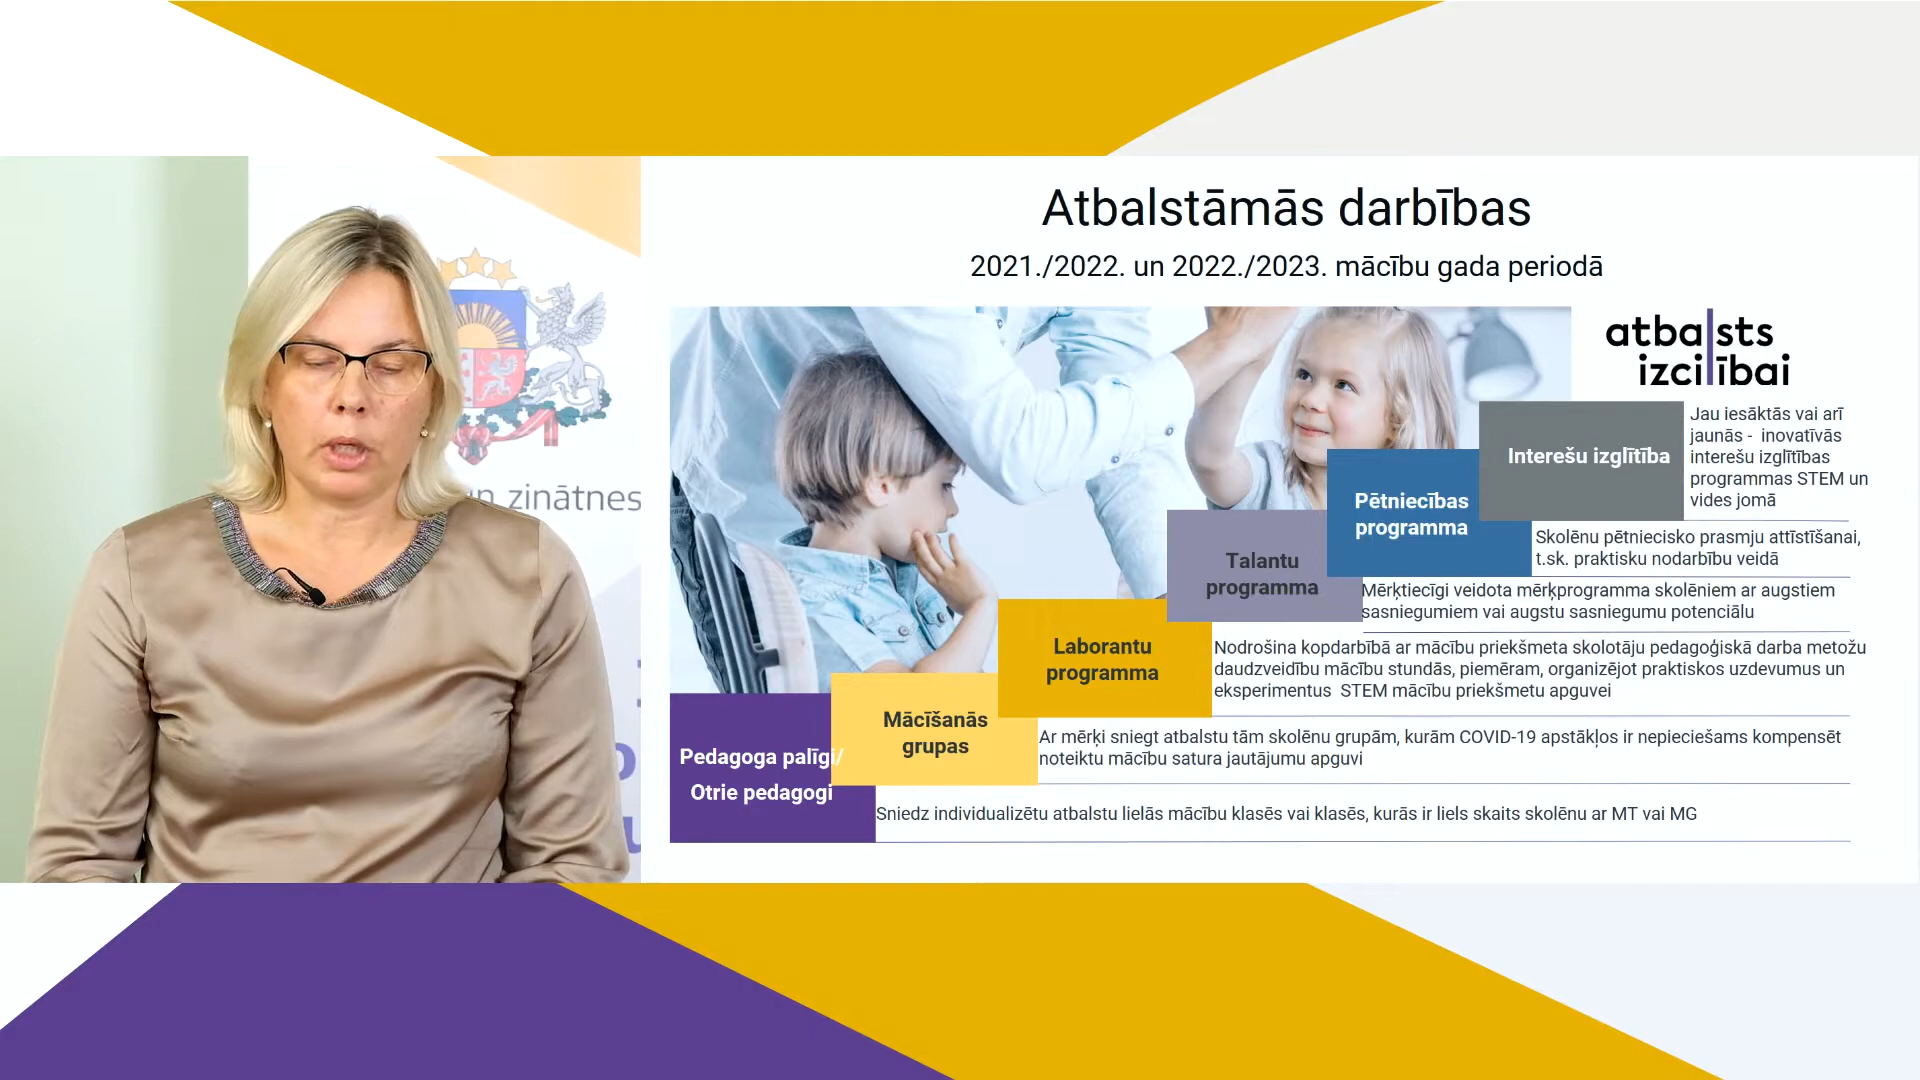 un zinātnes
Atbalstāmās darbības
2021./2022. un 2022./2023. mācību gada periodā
atbalsts
izcilībai
Interešu izglītība
Jau iesāktās vai arī
jaunās - inovatīvās
interešu izglītības
programmas STEM un
vides jomā
Pētniecības
programma
Skolēnu pētniecisko prasmju attīstīšanai,
t.sk. praktisku nodarbību veidā
Talantu
programma
Mērķtiecīgi veidota mērķprogramma skolēniem ar augstiem
sasniegumiem vai augstu sasniegumu potenciālu
Laborantu
programma
Nodrošina kopdarbībā ar mācību priekšmeta skolotāju pedagoģiskā darba metožu
daudzveidību mācību stundās, piemēram, organizējot praktiskos uzdevumus un
eksperimentus STEM mācību priekšmetu apguvei
Mācīšanās
grupas
Ar mērķi sniegt atbalstu tām skolēnu grupām, kurām COVID-19 apstākļos ir nepieciešams kompensēt
noteiktu mācību satura jautājumu apguvi
Pedagoga palīgi/
Otrie pedagogi
Sniedz individualizētu atbalstu lielās mācību klasēs vai klasēs, kurās ir liels skaits skolēnu ar MT vai MG